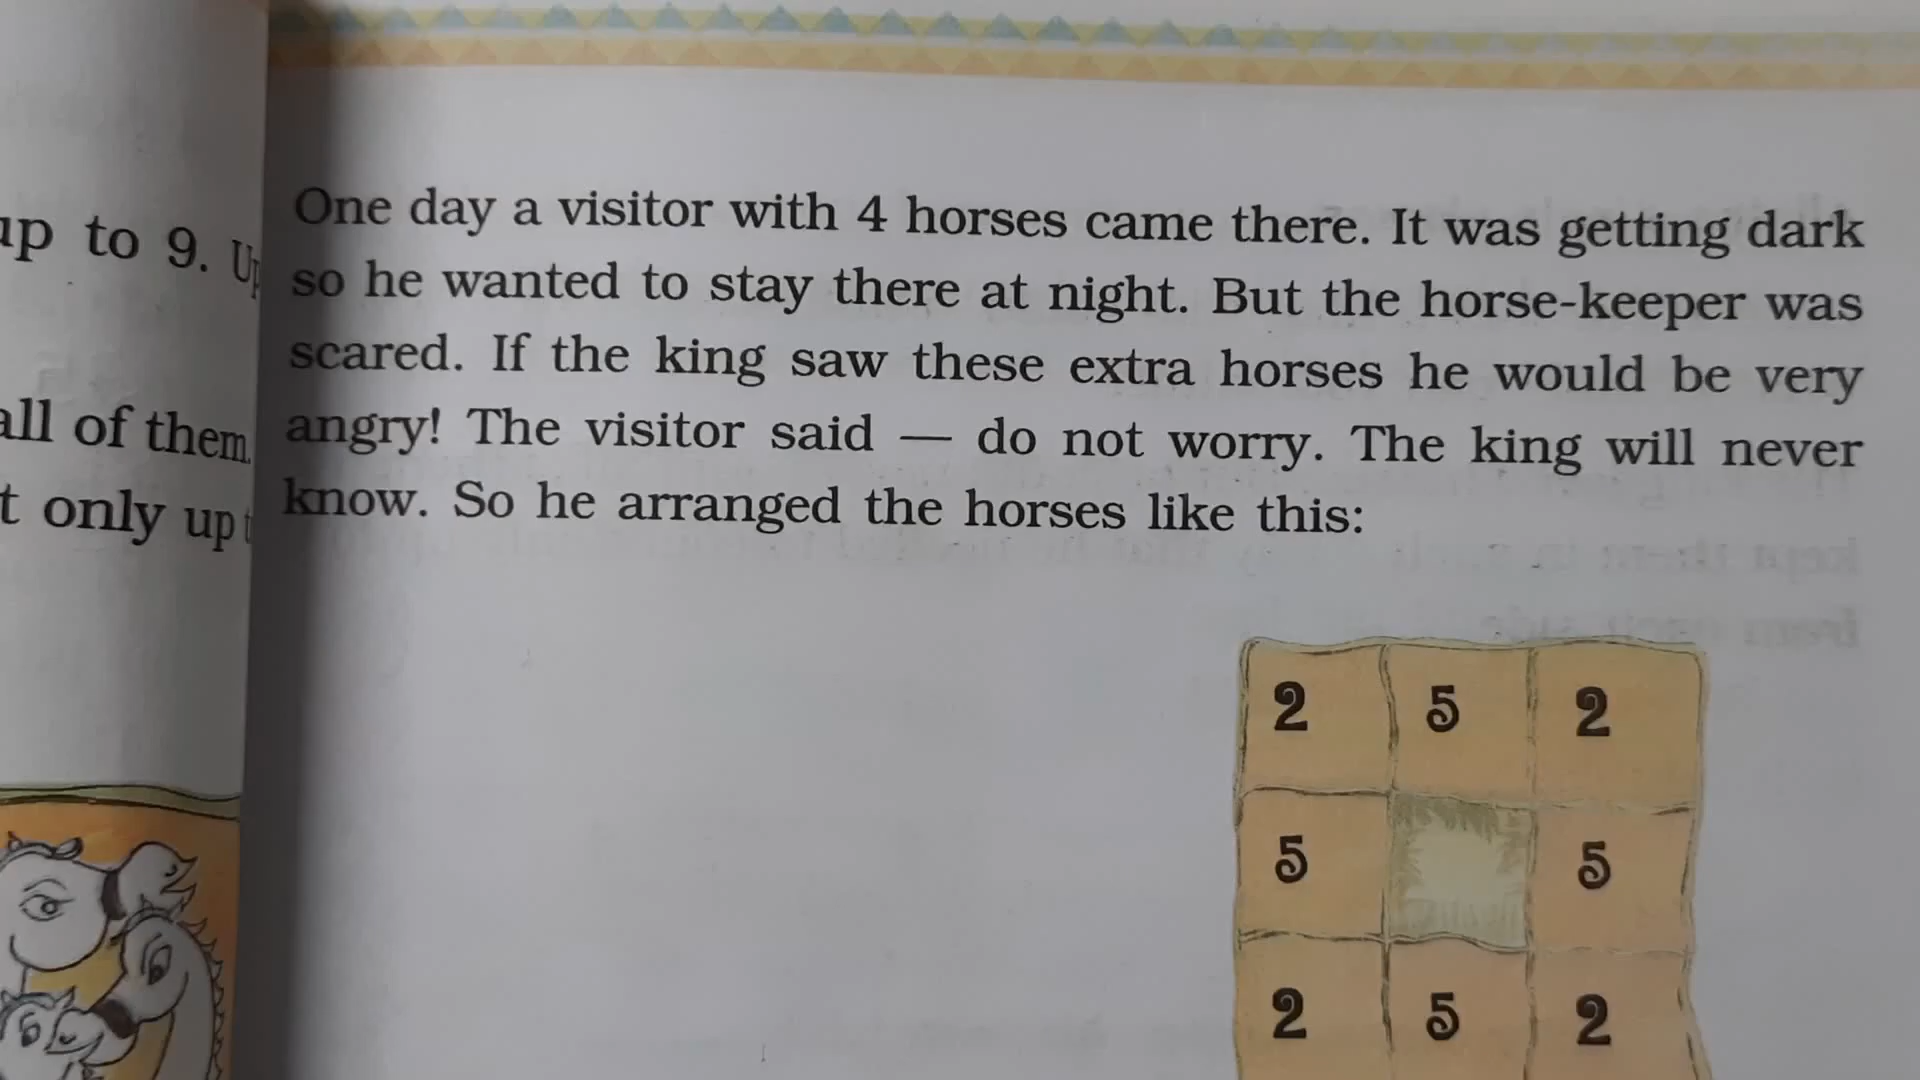 up to 9. Up
all of them.
t only up t
One day a visitor with 4 horses came there. It was getting dark
so he wanted to stay there at night. But the horse-keeper was
scared. If the king saw these extra horses he would be very
angry! The visitor said — do not worry. The king will never
know. So he arranged the horses like this:
2 5 2
5 5
2 5 2